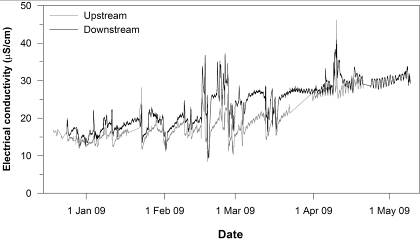 50
Upstream
Downstream
40
30
20
10
0
Electrical conductivity (µS/cm)
1 Jan 09 1 Feb 09 1 Mar 09 1 Apr 09 1 May 09
Date